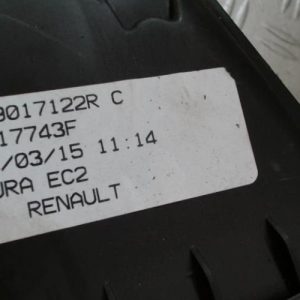 8017122R C
17743F
/03/15 11:14
URA EC2
RENAULT